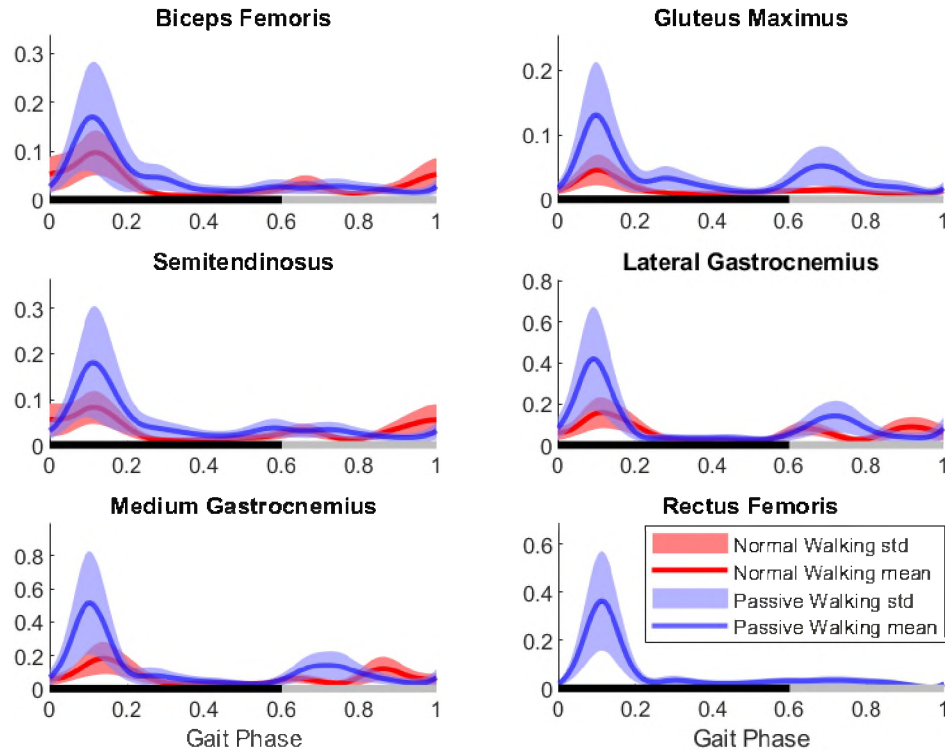 Biceps Femoris
0.3
0.2
0.1
0
0 0.2 0.4 0.6 0.8 1
Gait Phase
Gluteus Maximus
0.2
0.1
0
0 0.2 0.4 0.6 0.8 1
Gait Phase
Semitendinosus
0.3
0.2
0.1
0
0 0.2 0.4 0.6 0.8 1
Lateral Gastrocnemius
0.8
0.6
0.4
0.2
0
0 0.2 0.4 0.6 0.8 1
Medium Gastrocnemius
0.8
0.6
0.4
0.2
0
0 0.2 0.4 0.6 0.8 1
Gait Phase
Rectus Femoris
0.6
0.4
0.2
0
0 0.2 0.4 0.6 0.8 1
Gait Phase
Normal Walking std
Normal Walking mean
Passive Walking std
Passive Walking mean